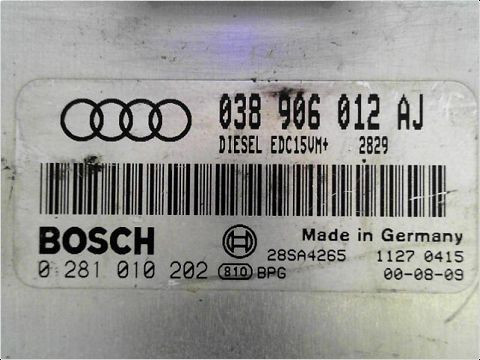 038 906 012 AJ
DIESEL EDC15VM+ 2829
BOSCH
Made in Germany
28SA4265 1127 0415
0 281 010 202 810 BPG 00-08-09